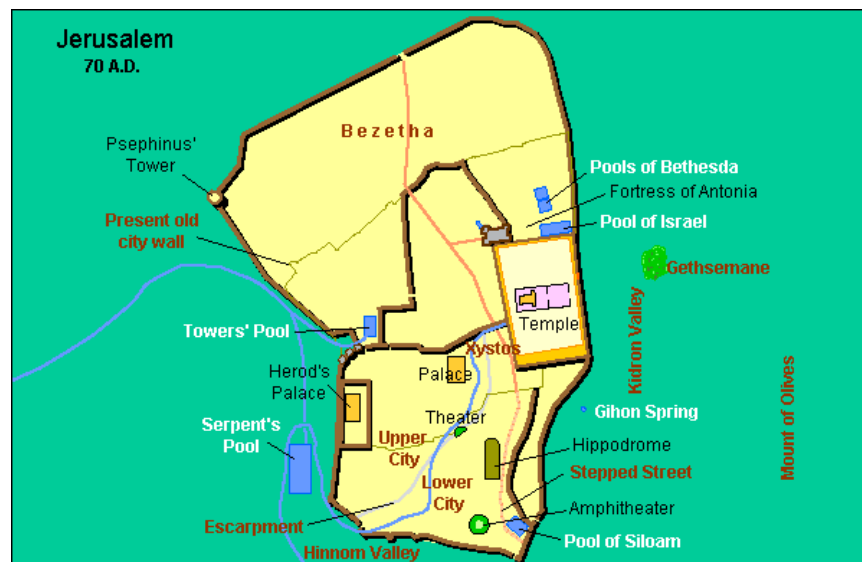 Jerusalem
70 A.D.
Bezetha
Psephinus'
Tower
Pools of Bethesda
Fortress of Antonia
Present old
city wall
Pool of Israel
Gethsemane
Towers' Pool
Temple
Kidron Valley
Xystos
Herod's
Palace
Palace
Mount of Olives
Gihon Spring
Theater
Serpent's
Pool
Upper
City
Hippodrome
Lower
City
Stepped Street
Escarpment
Amphitheater
Pool of Siloam
Hinnom Valley